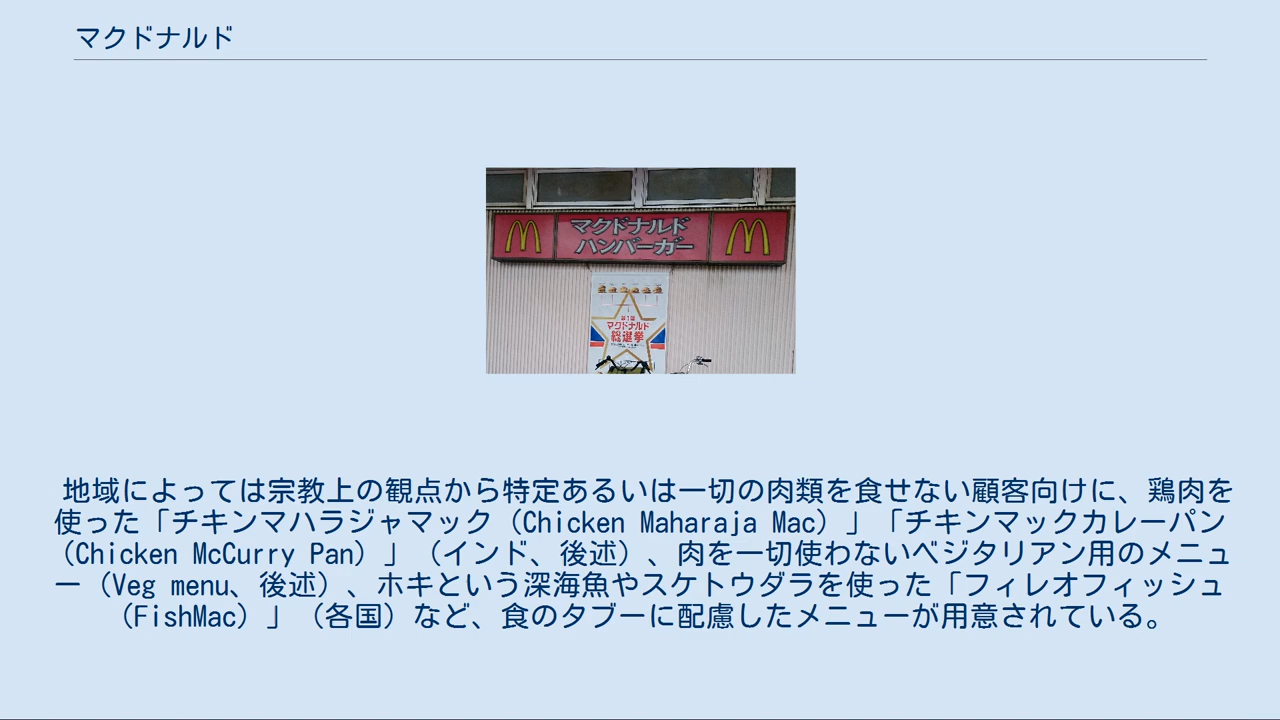 マクドナルド
マクドナルド
ハンバーガー
第1回
マクドナルド
総選挙
地域によっては宗教上の観点から特定あるいは一切の肉類を食せない顧客向けに、鶏肉を
使った「チキンマハラジャマック（Chicken Maharaja Mac）」「チキンマックカレーパン
（Chicken McCurry Pan）」（インド、後述）、肉を一切使わないベジタリアン用のメニュ
ー（Veg menu、後述）、ホキという深海魚やスケトウダラを使った「フィレオフィッシュ
（FishMac）」（各国）など、食のタブーに配慮したメニューが用意されている。